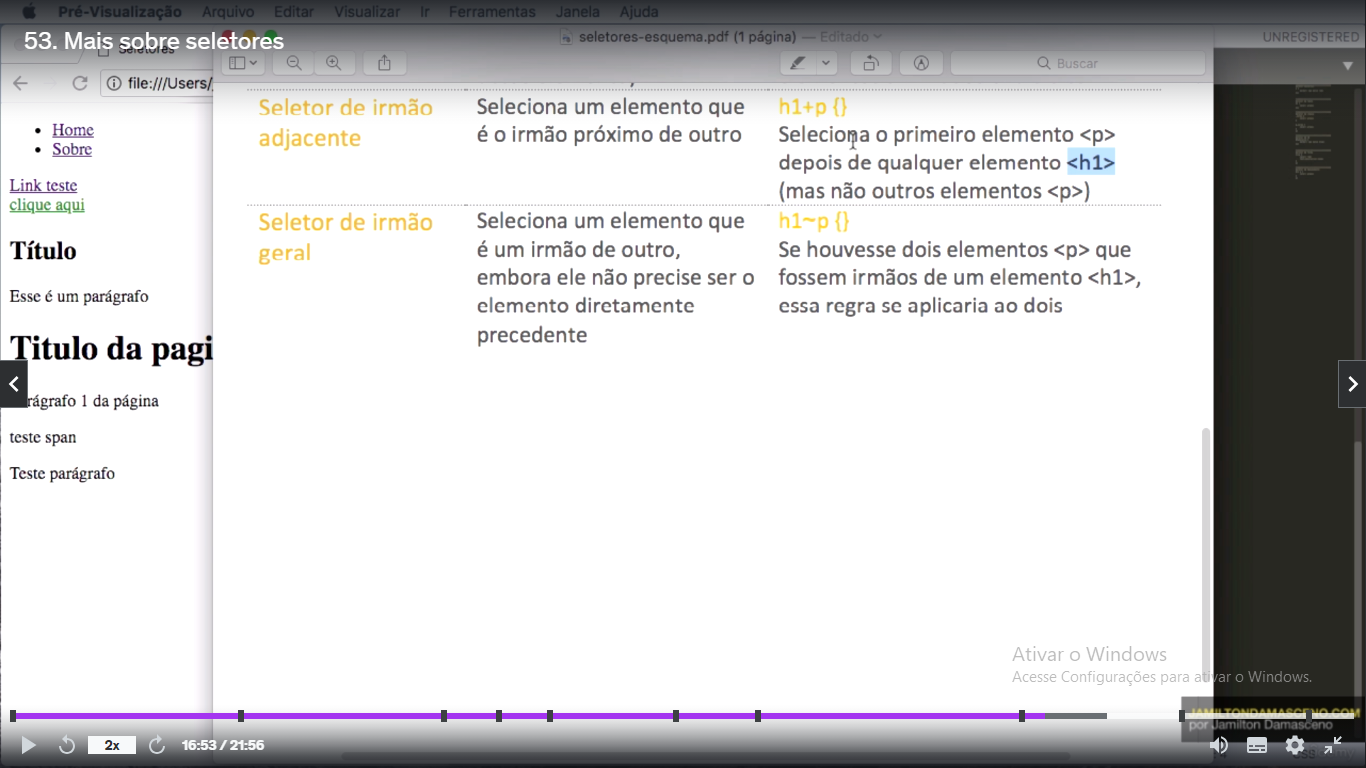 Pré-Visualização Arquivo Editar Visualizar Ir Ferramentas Janela Ajuda
53. Mais sobre seletores
Seletores
seletores-esquema.pdf (1 página) — Editado
UNREGISTERED
file:///Users/
Buscar
Home
Sobre
Link teste
clique aqui
Título
Esse é um parágrafo
Titulo da pagi
rágrafo 1 da página
teste span
Teste parágrafo
Seletor de irmão
adjacente
Seleciona um elemento que
é o irmão próximo de outro
h1+p {}
Seleciona o primeiro elemento <p>
depois de qualquer elemento <h1>
(mas não outros elementos <p>)
Seletor de irmão
geral
Seleciona um elemento que
é um irmão de outro,
embora ele não precise ser o
elemento diretamente
precedente
h1~p {}
Se houvesse dois elementos <p> que
fossem irmãos de um elemento <h1>,
essa regra se aplicaria ao dois
Ativar o Windows
Acesse Configurações para ativar o Windows.
JAMILTONDAMASCENO.COM
por Jamilton Damasceno
2x
16:53 / 21:56